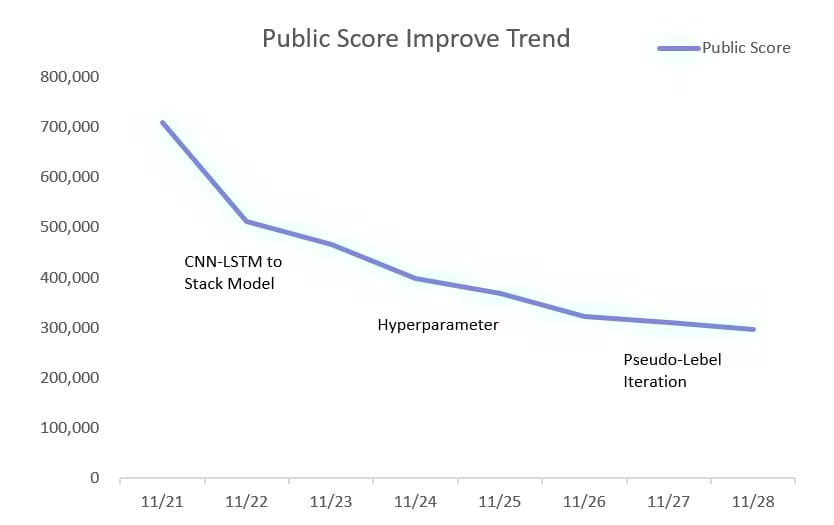 Public Score Improve Trend
Public Score
800,000
700,000
600,000
500,000
400,000
300,000
200,000
100,000
0
CNN-LSTM to
Stack Model
Hyperparameter
Pseudo-Lebel
Iteration
11/21 11/22 11/23 11/24 11/25 11/26 11/27 11/28